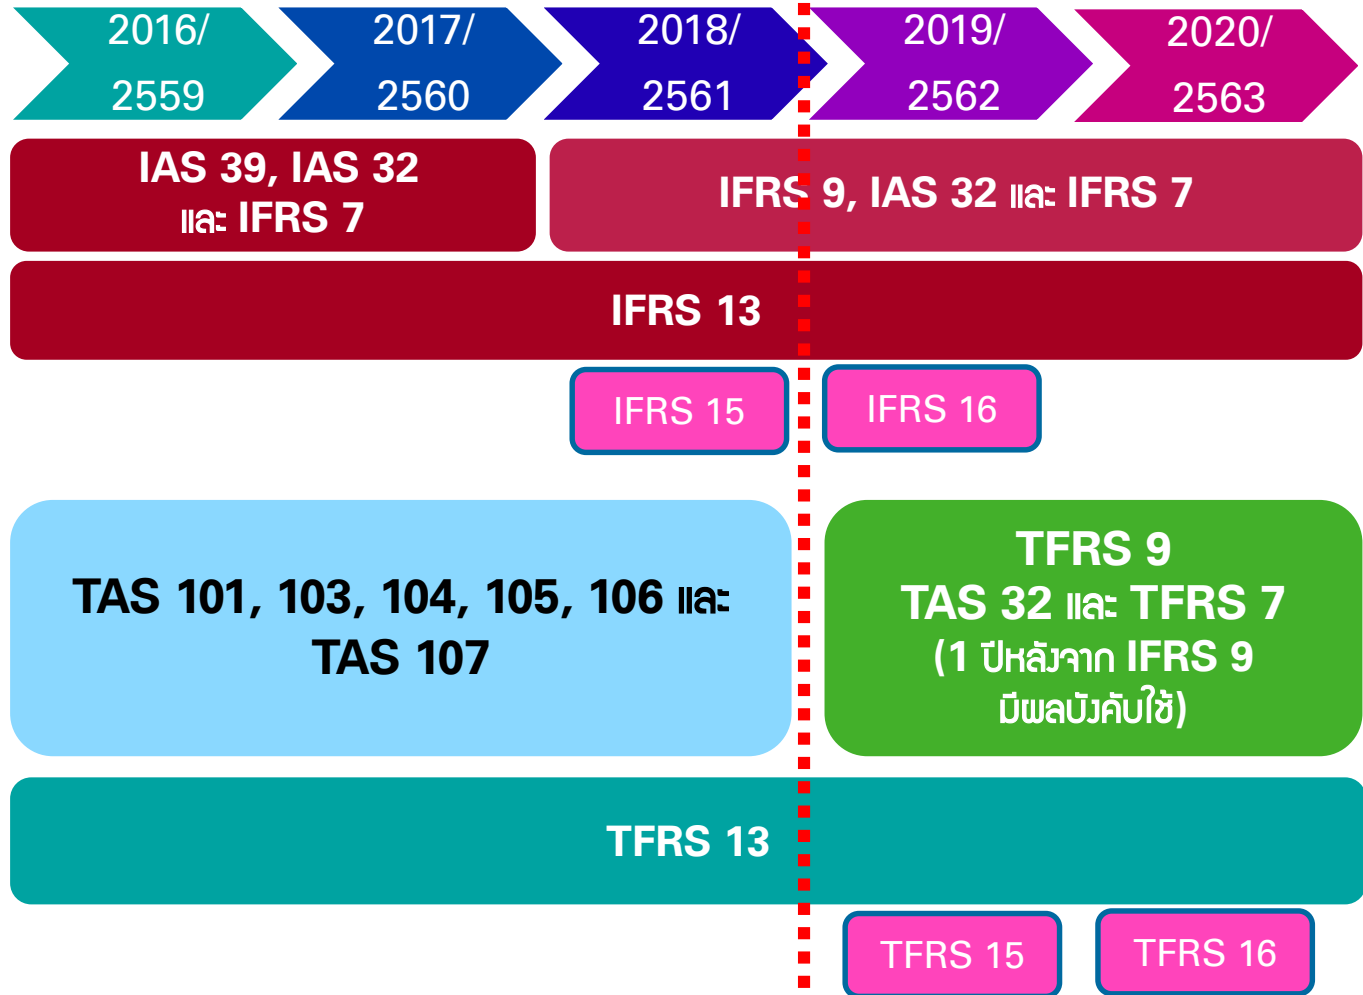 2016/
2559
2017/
2560
2018/
2561
2019/
2562
2020/
2563
IAS 39, IAS 32
และ IFRS 7
IFRS 9, IAS 32 และ IFRS 7
IFRS 13
IFRS 15
IFRS 16
TAS 101, 103, 104, 105, 106 และ
TAS 107
TFRS 9
TAS 32 และ TFRS 7
(1 ปีหลังจาก IFRS 9
มีผลบังคับใช้)
TFRS 13
TFRS 15
TFRS 16